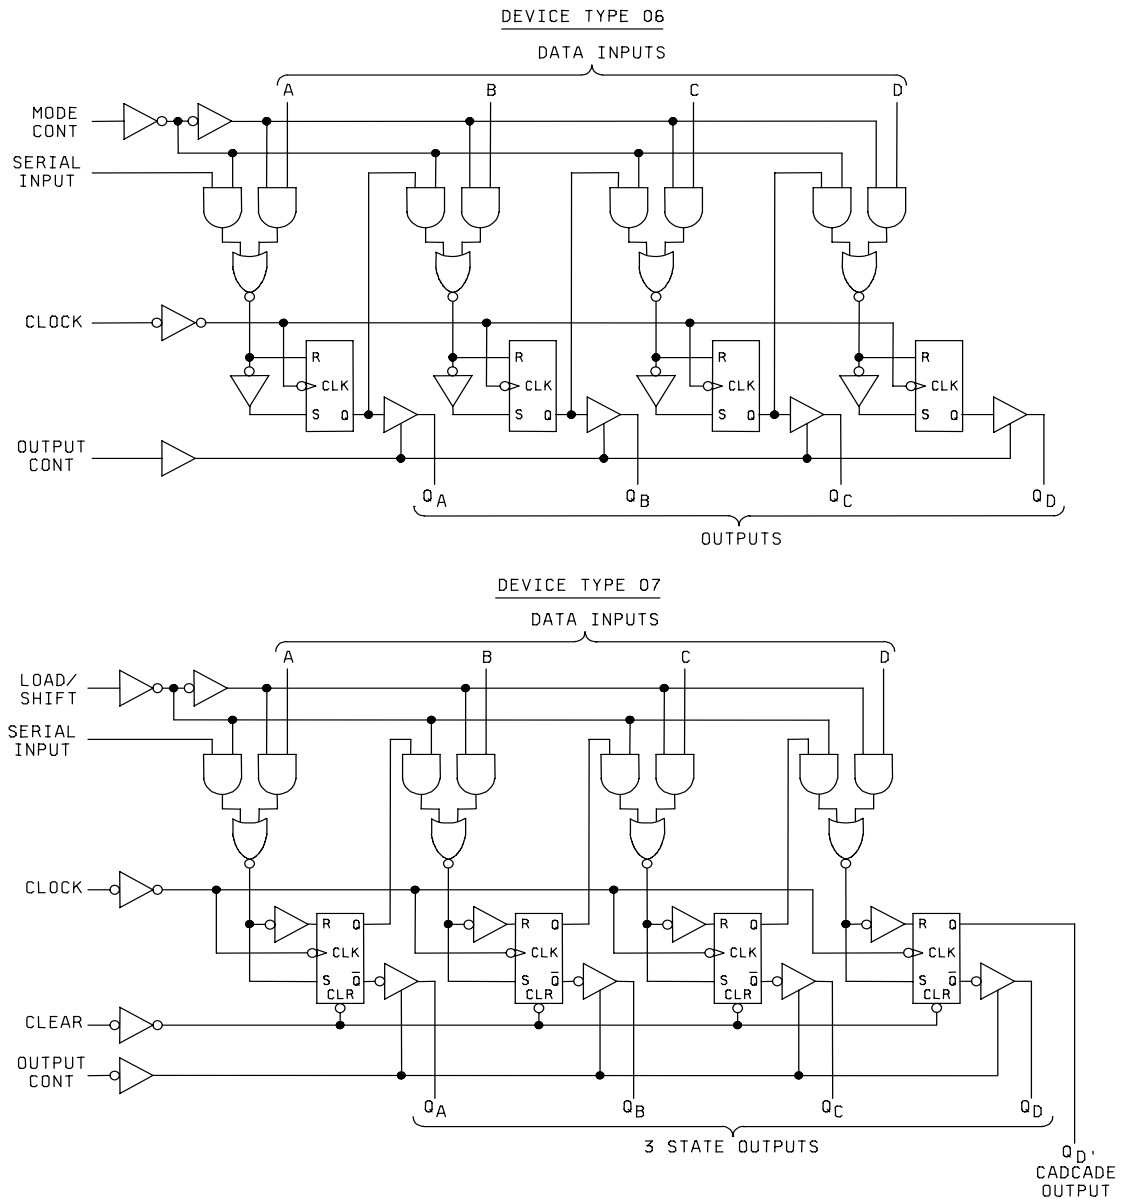 DEVICE TYPE 06
DATA INPUTS
A B C D
MODE
CONT
SERIAL
INPUT
CLOCK
R R R R
CLK CLK CLK CLK
S Q S Q S Q S Q
OUTPUT
CONT
QA QB QC QD
OUTPUTS
DEVICE TYPE 07
DATA INPUTS
A B C D
LOAD/
SHIFT
SERIAL
INPUT
CLOCK
R Q R Q R Q R Q
CLK CLK CLK CLK
S Q̅ S Q̅ S Q̅ S Q̅
CLR CLR CLR CLR
CLEAR
OUTPUT
CONT
QA QB QC QD
3 STATE OUTPUTS
QD'
CADCADE
OUTPUT